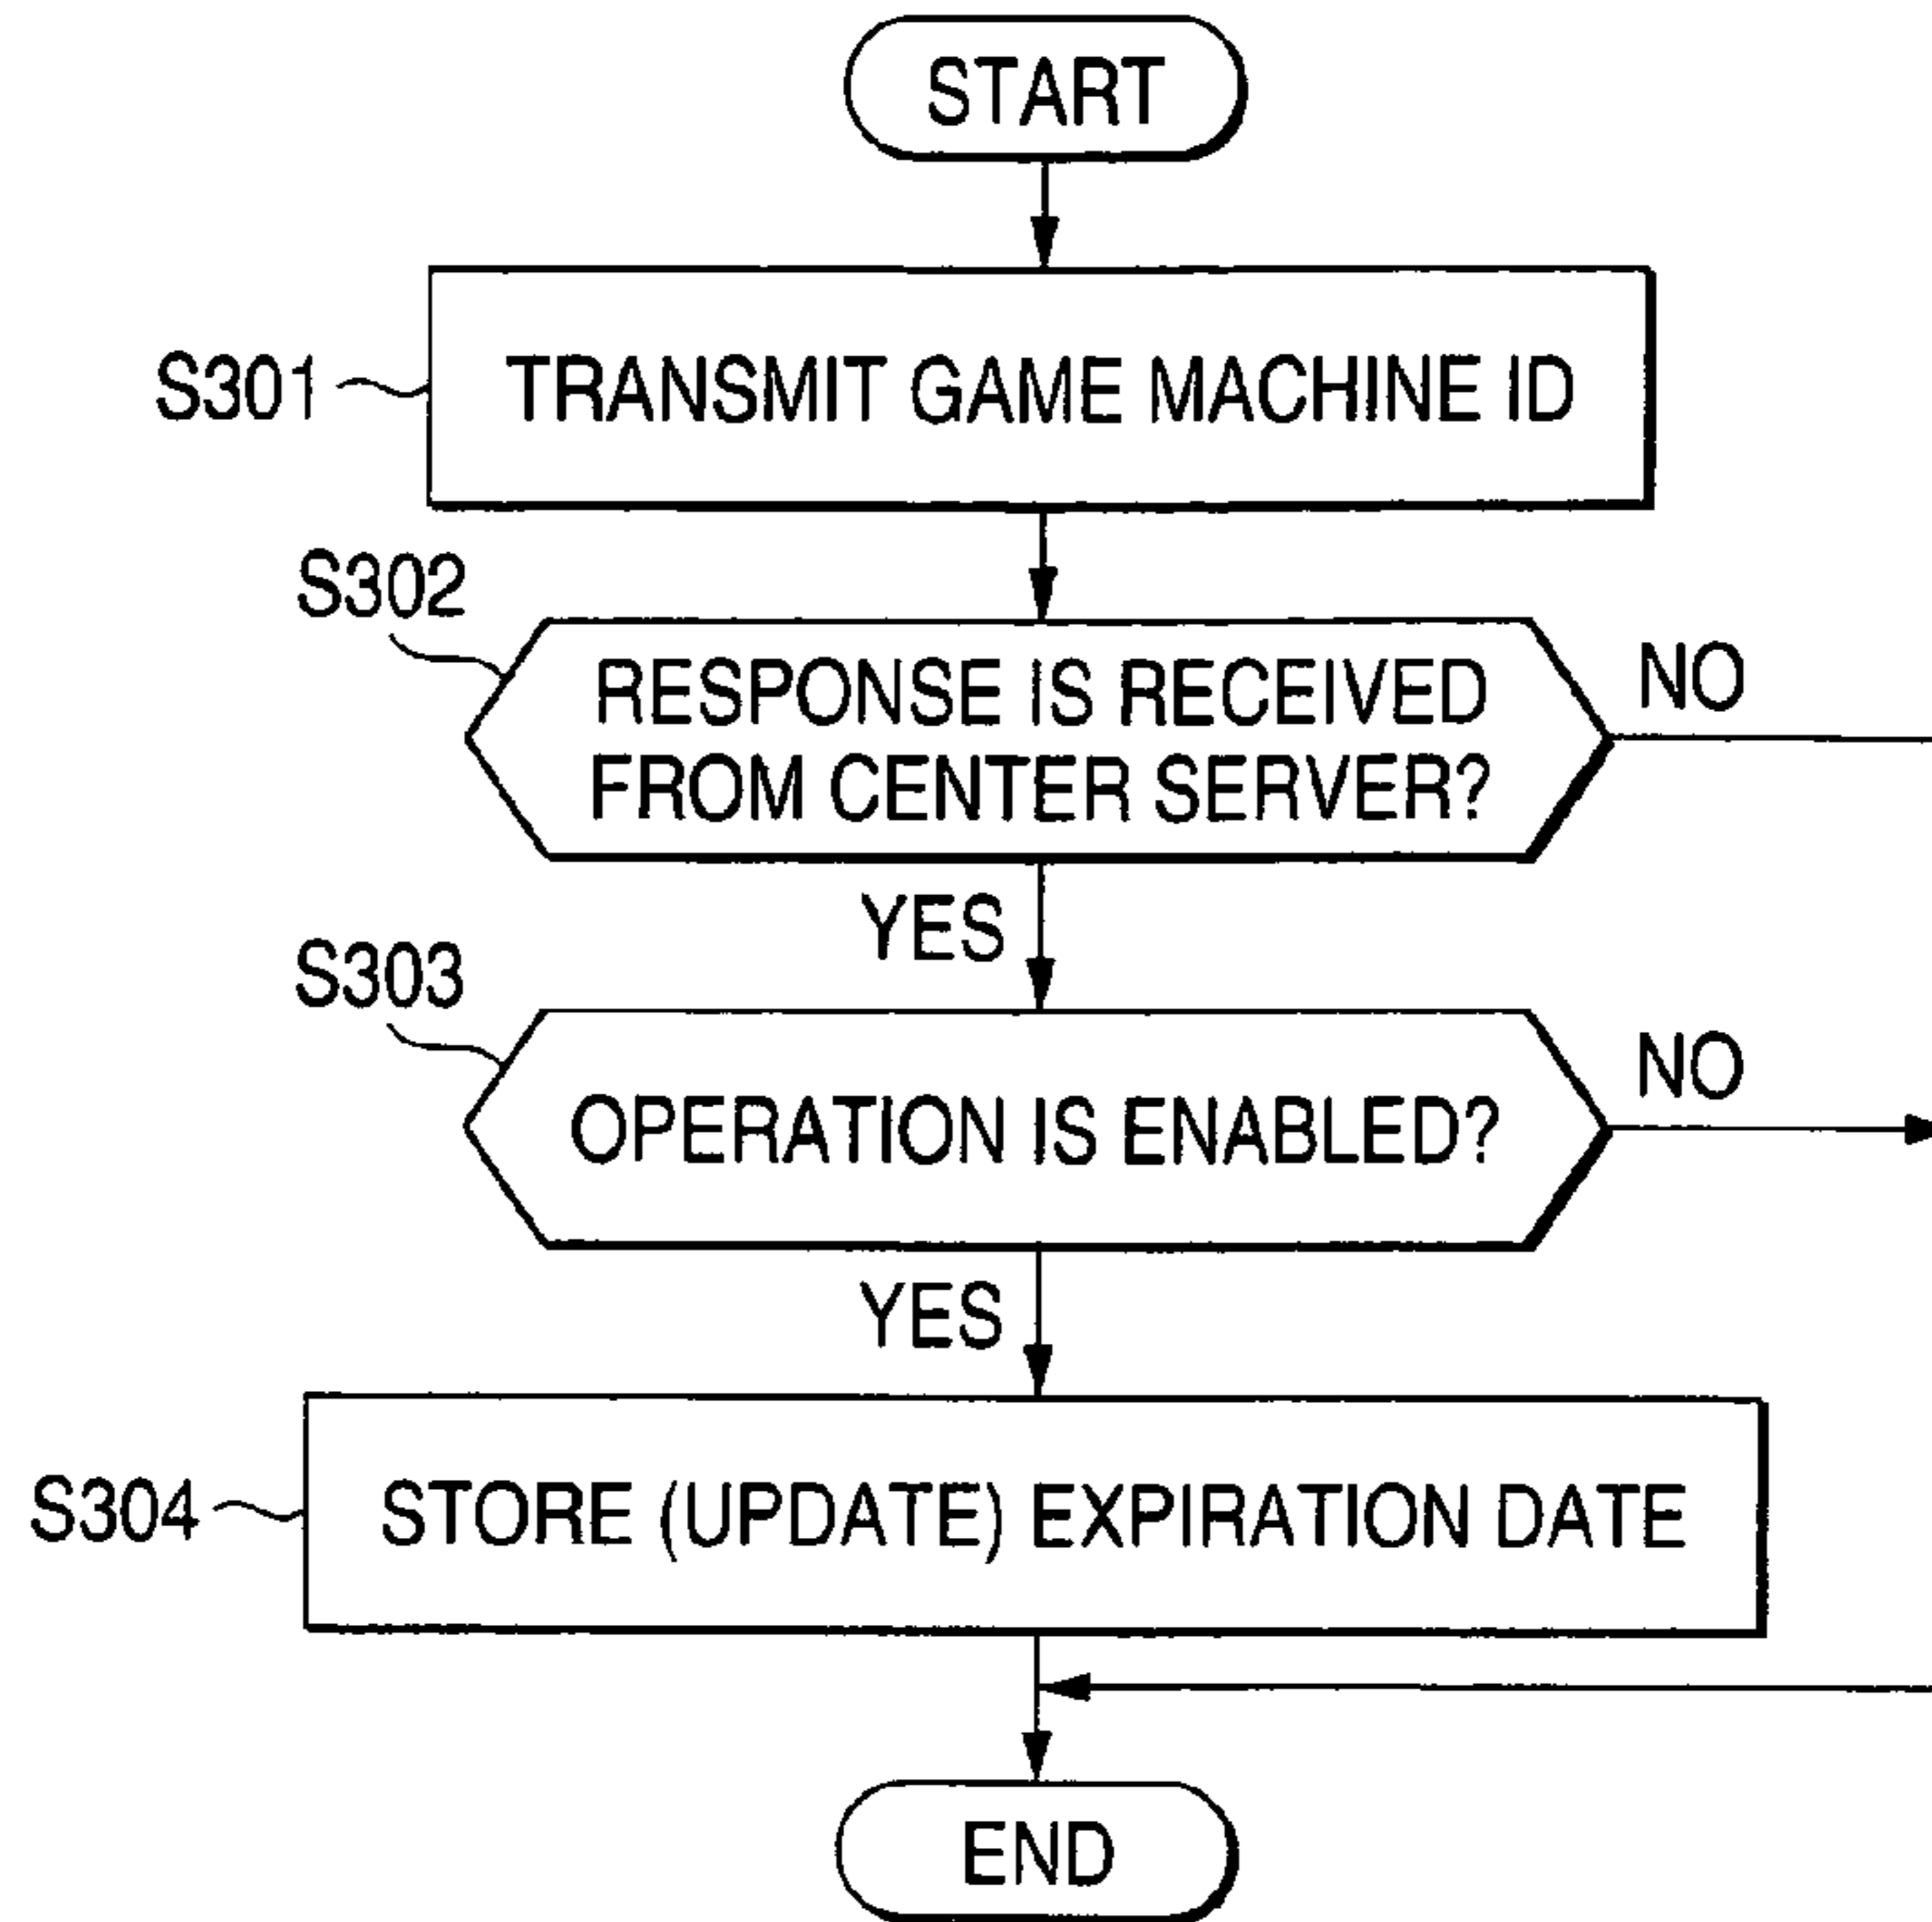 START
S301
TRANSMIT GAME MACHINE ID
S302
RESPONSE IS RECEIVED
FROM CENTER SERVER?
NO
YES
S303
OPERATION IS ENABLED?
NO
YES
S304
STORE (UPDATE) EXPIRATION DATE
END